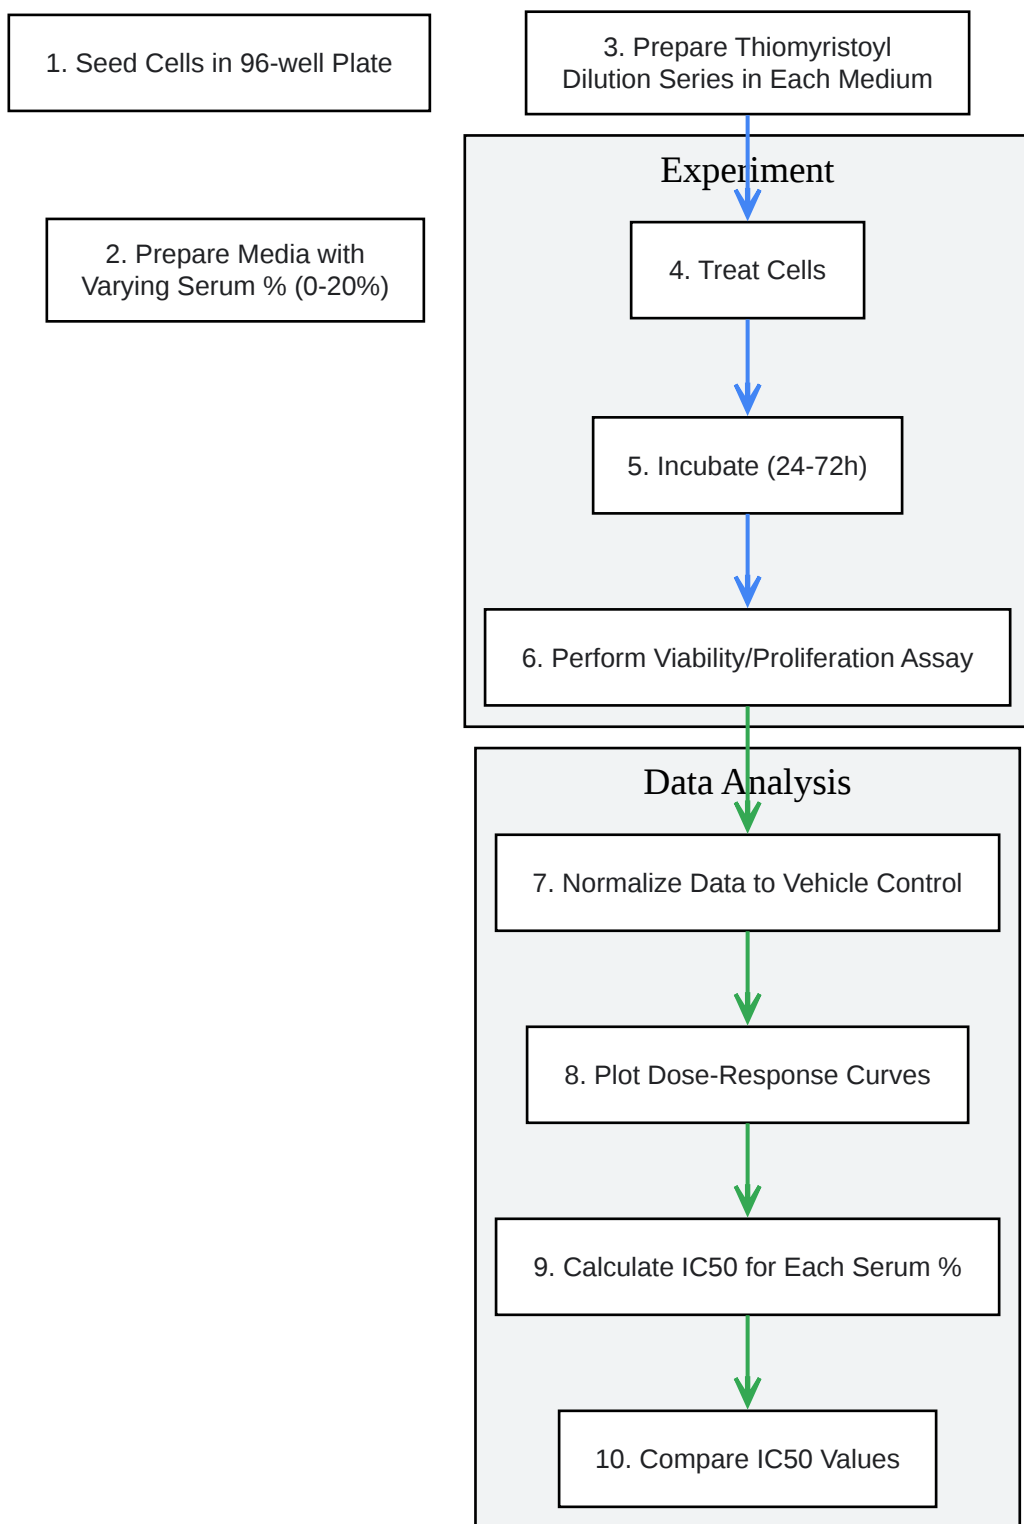 1. Seed Cells in 96-well Plate
2. Prepare Media with
Varying Serum % (0-20%)
3. Prepare Thiomyristoyl
Dilution Series in Each Medium
Experiment
4. Treat Cells
5. Incubate (24-72h)
6. Perform Viability/Proliferation Assay
Data Analysis
7. Normalize Data to Vehicle Control
8. Plot Dose-Response Curves
9. Calculate IC50 for Each Serum %
10. Compare IC50 Values